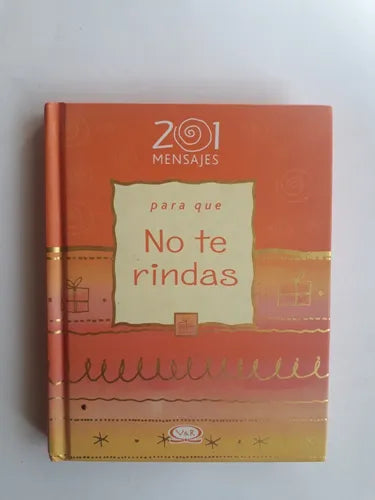 201
MENSAJES
para que
No te
rindas
V&R